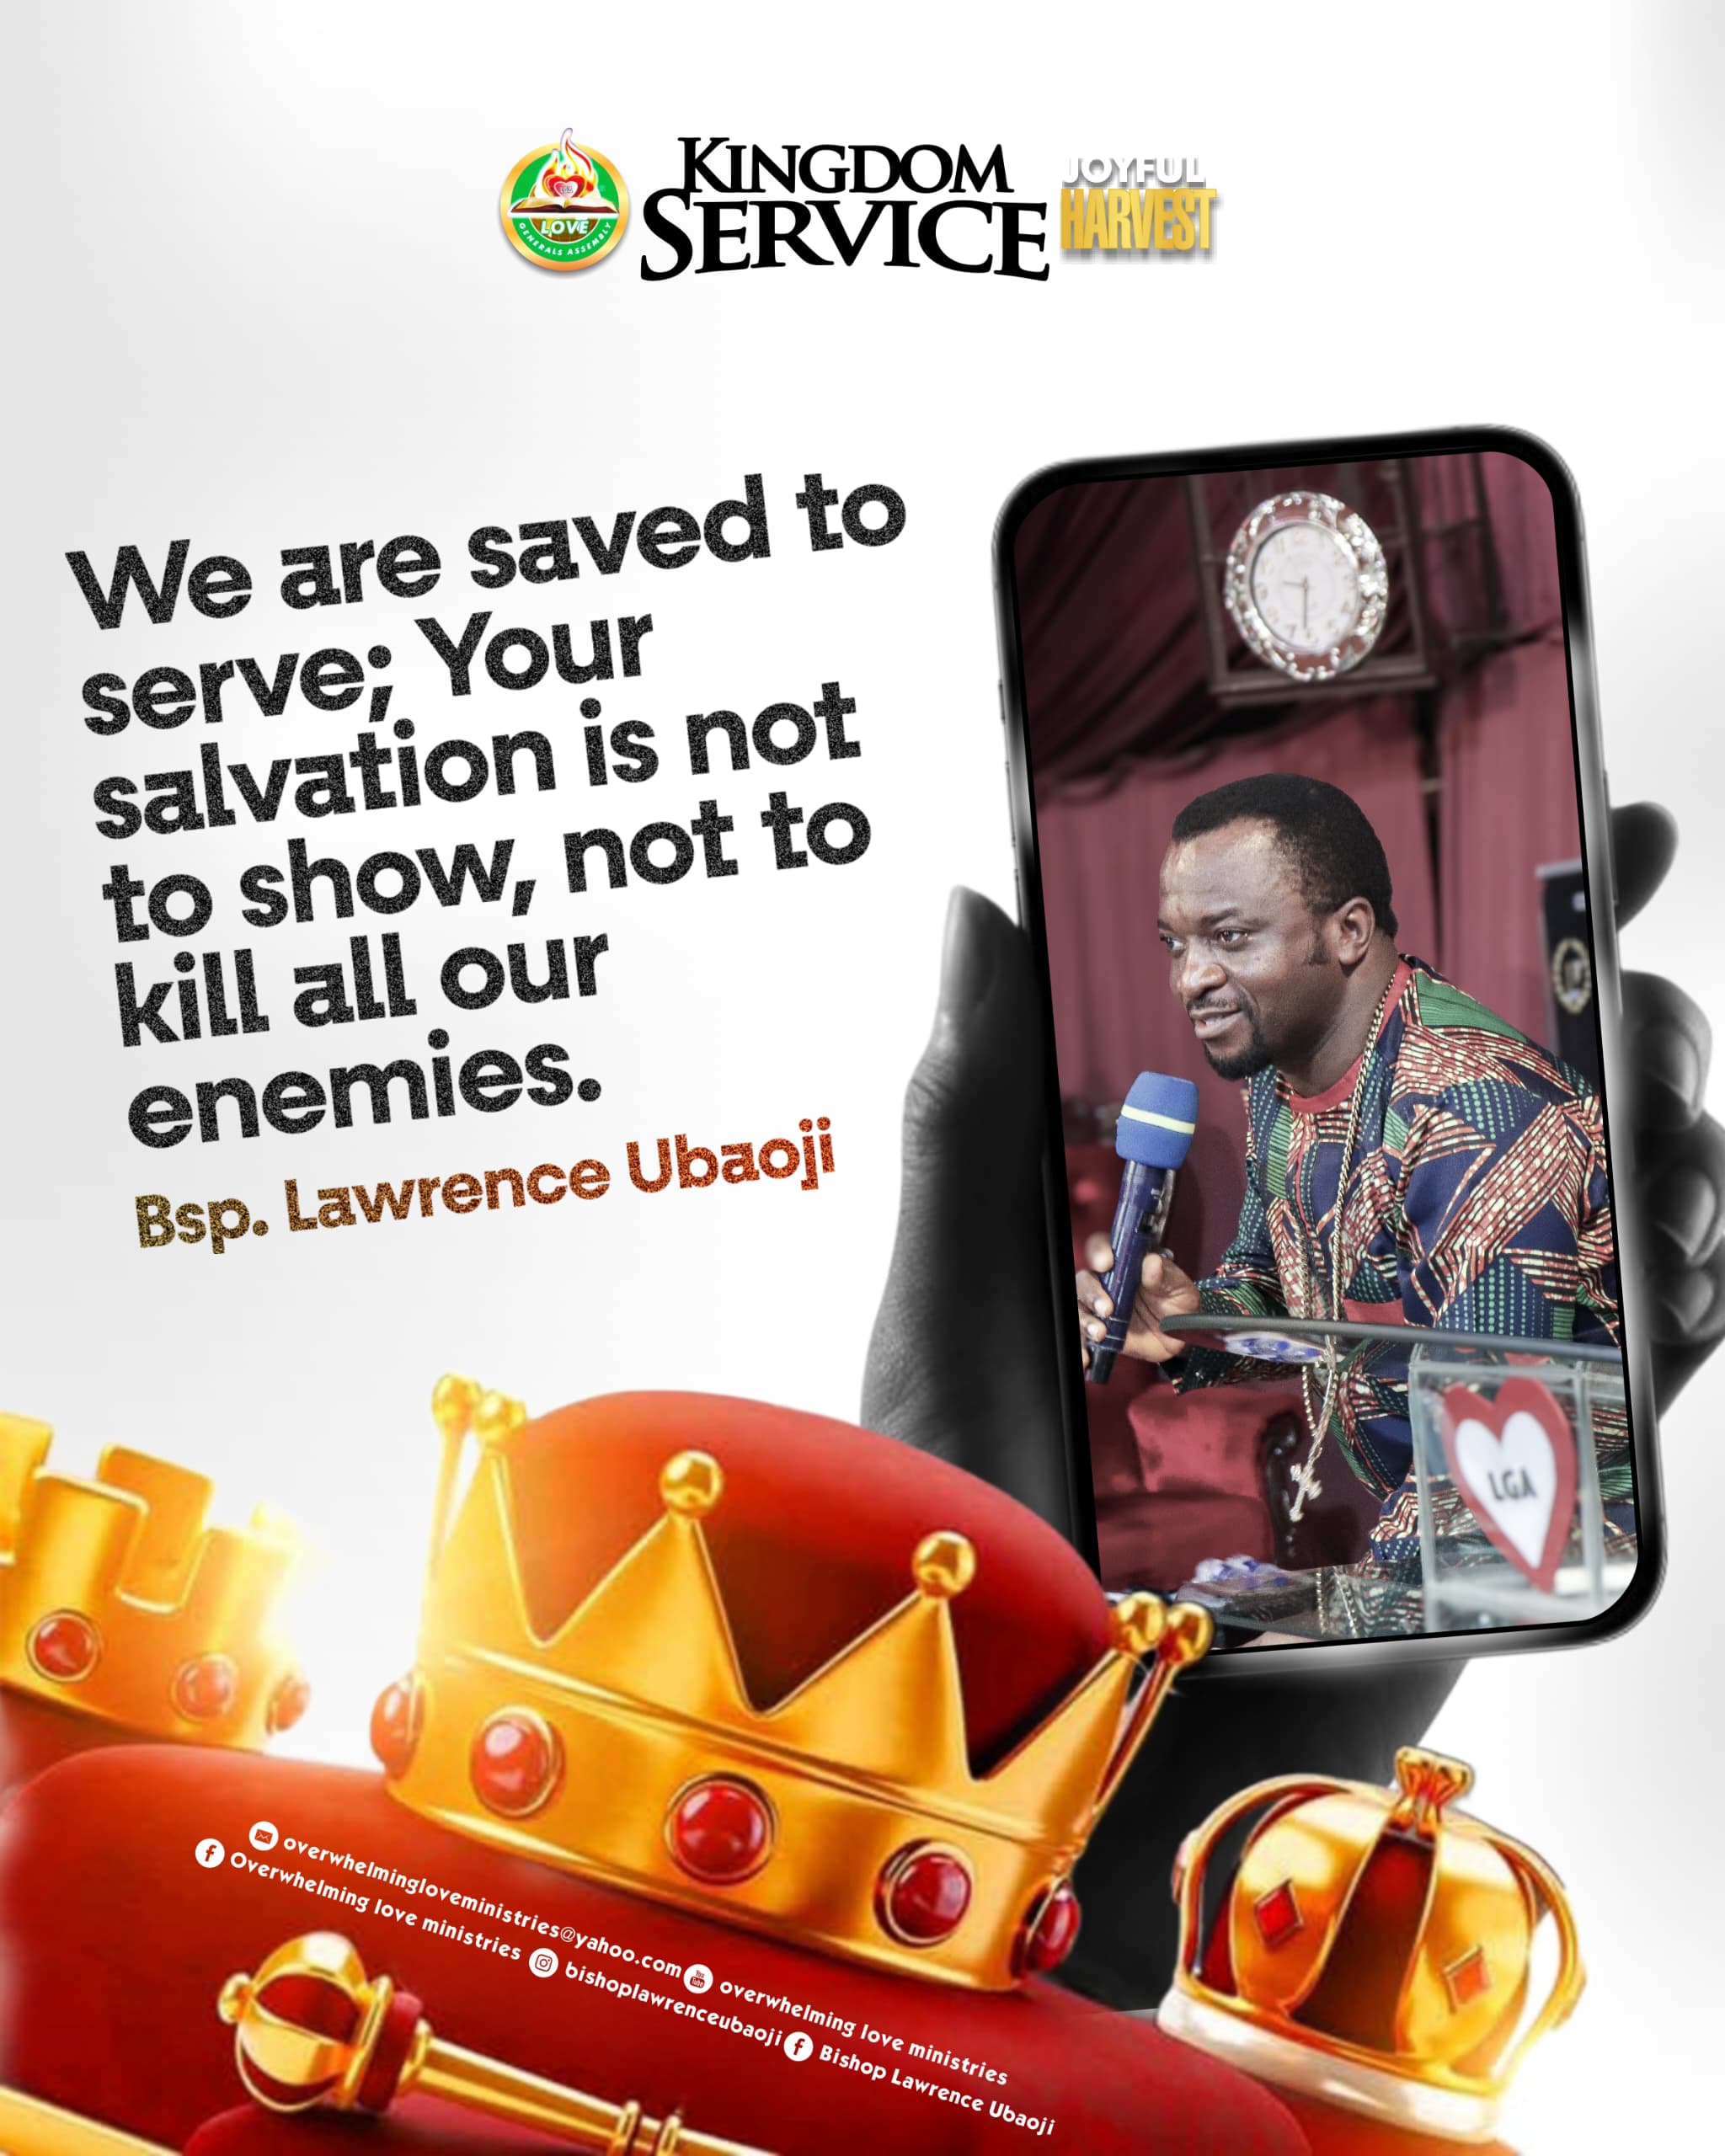 LOVE
GENERALS ASSEMBLY
KINGDOM
SERVICE
JOYFUL
HARVEST
We are saved to
serve; Your
salvation is not
to show, not to
kill all our
enemies.
Bsp. Lawrence Ubaoji
LGA
overwhelmingloveministries@yahoo.com overwhelming love ministries
Overwhelming love ministries bishoplawrenceubaoji Bishop Lawrence Ubaoji